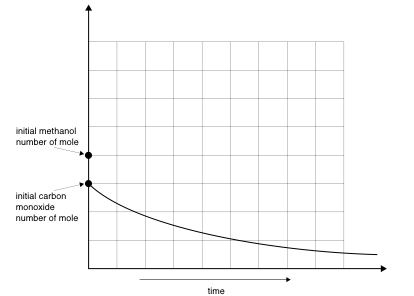 initial methanol
number of mole
initial carbon
monoxide
number of mole
time